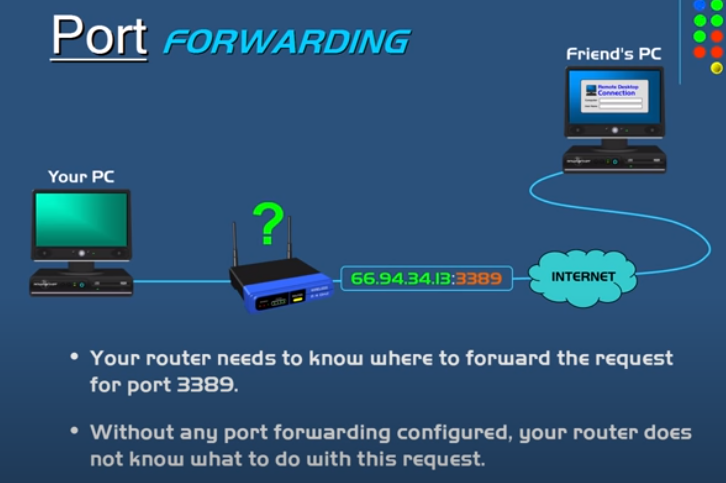 Port FORWARDING
Friend's PC
Remote Desktop
Connection
Your PC
?
66.94.34.13:3389
INTERNET
• Your router needs to know where to forward the request
for port 3389.
• Without any port forwarding configured, your router does
not know what to do with this request.